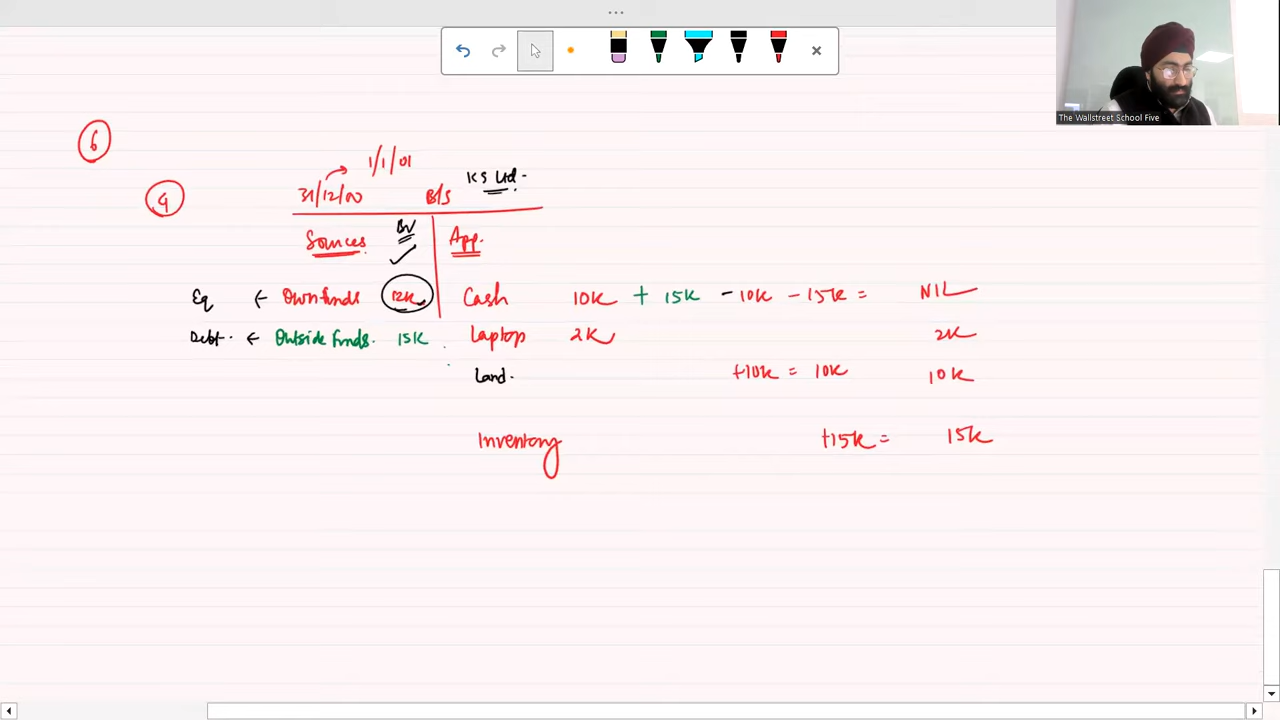 The Wallstreet School Five
6
9
31/12/00 → 1/1/01 B/S KS Ltd.
Sources BV App.
Eq ← Own funds 12K Cash 10K + 15K - 10K - 15K = NIL
Debt ← Outside funds. 15K Laptop 2K 2K
Land. +10K = 10K 10K
Inventory +15K = 15K